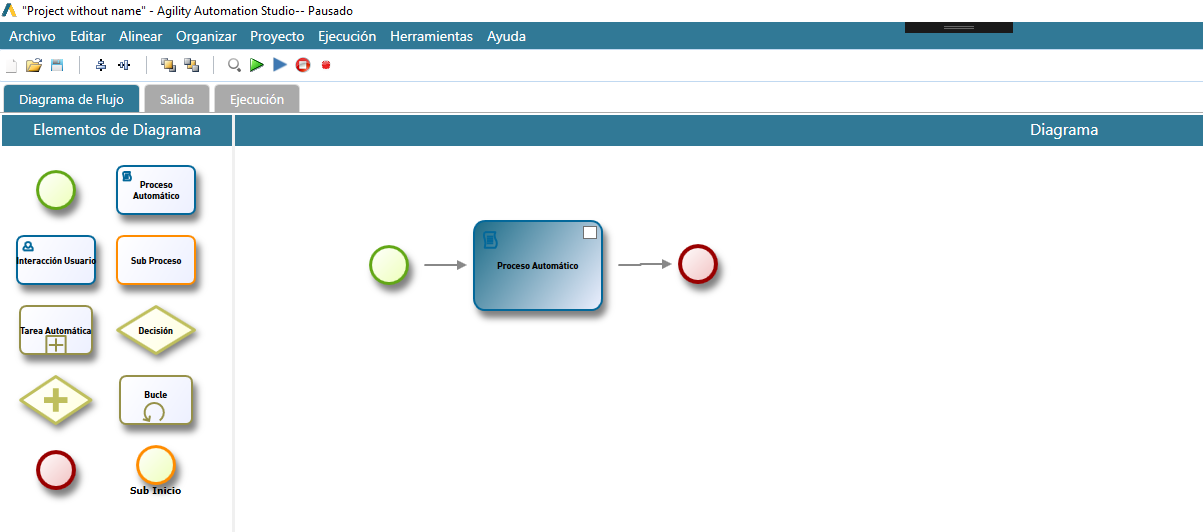 "Project without name" - Agility Automation Studio-- Pausado
Archivo Editar Alinear Organizar Proyecto Ejecución Herramientas Ayuda
Diagrama de Flujo Salida Ejecución
Elementos de Diagrama
Diagrama
Proceso
Automático
Interacción Usuario
Sub Proceso
Tarea Automática
Decisión
Bucle
Sub Inicio
Proceso Automático